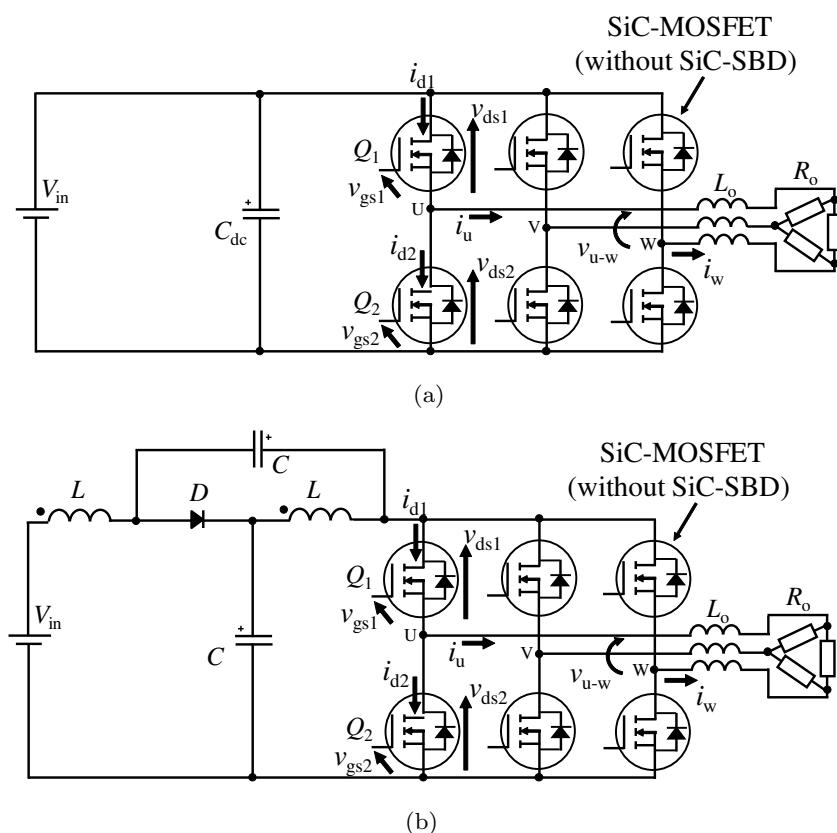 SiC-MOSFET
(without SiC-SBD)
i_d1
v_ds1
Q_1
v_gs1
V_in
C_dc
U
i_u
V
v_u-w
W
i_w
L_o
R_o
i_d2
v_ds2
Q_2
v_gs2
(a)
C
L
D
L
SiC-MOSFET
(without SiC-SBD)
i_d1
v_ds1
Q_1
v_gs1
V_in
C
U
i_u
V
v_u-w
W
i_w
L_o
R_o
i_d2
v_ds2
Q_2
v_gs2
(b)